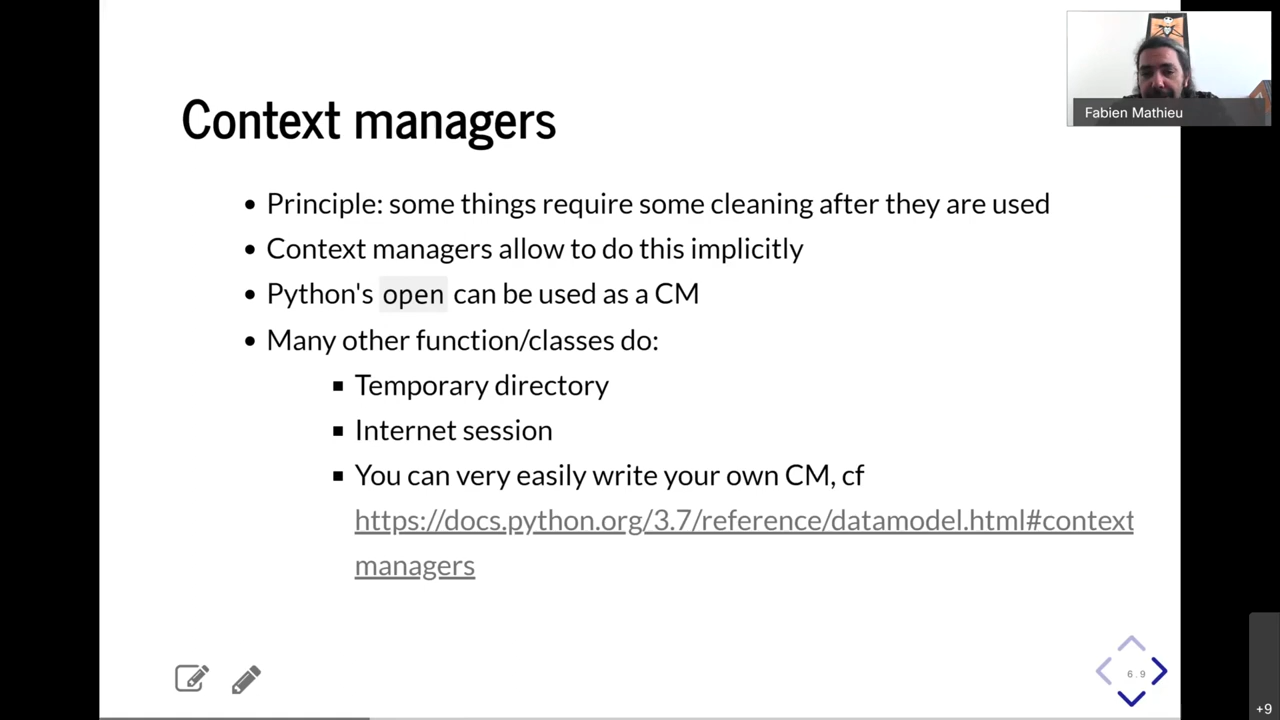 Context managers
Fabien Mathieu
Principle: some things require some cleaning after they are used
Context managers allow to do this implicitly
Python's open can be used as a CM
Many other function/classes do:
Temporary directory
Internet session
You can very easily write your own CM, cf
https://docs.python.org/3.7/reference/datamodel.html#context
managers
6.9
+9